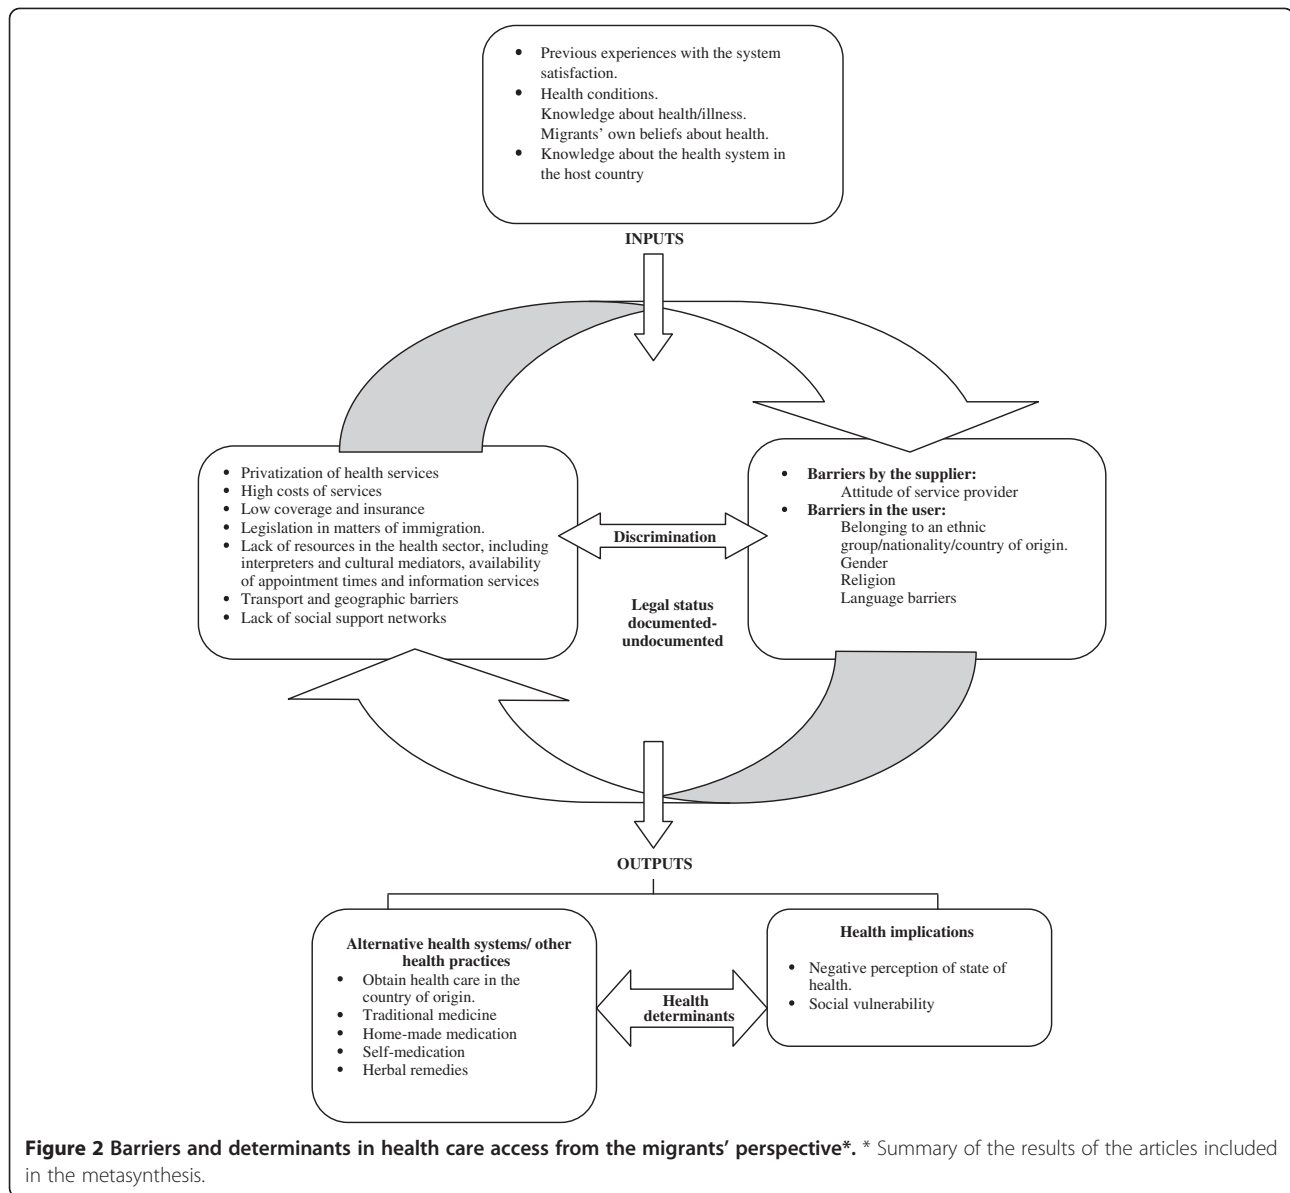 • Previous experiences with the system
satisfaction.
• Health conditions.
Knowledge about health/illness.
Migrants' own beliefs about health.
• Knowledge about the health system in
the host country
INPUTS
• Privatization of health services
• High costs of services
• Low coverage and insurance
• Legislation in matters of immigration.
• Lack of resources in the health sector, including
interpreters and cultural mediators, availability
of appointment times and information services
• Transport and geographic barriers
• Lack of social support networks
Discrimination
Legal status
documented-
undocumented
• Barriers by the supplier:
Attitude of service provider
• Barriers in the user:
Belonging to an ethnic
group/nationality/country of origin.
Gender
Religion
Language barriers
OUTPUTS
Alternative health systems/ other
health practices
• Obtain health care in the
country of origin.
• Traditional medicine
• Home-made medication
• Self-medication
• Herbal remedies
Health
determinants
Health implications
• Negative perception of state of
health.
• Social vulnerability
Figure 2 Barriers and determinants in health care access from the migrants' perspective*. * Summary of the results of the articles included
in the metasynthesis.